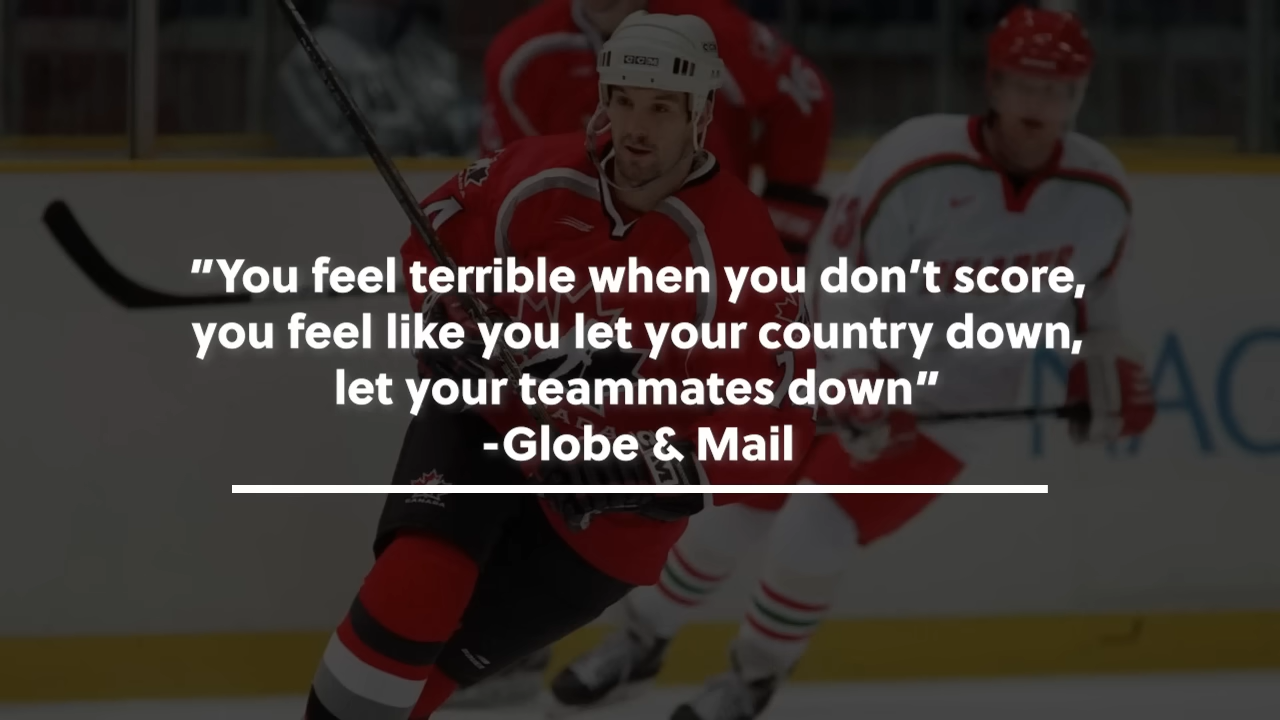 "You feel terrible when you don't score,
you feel like you let your country down,
let your teammates down"
-Globe & Mail
CCM